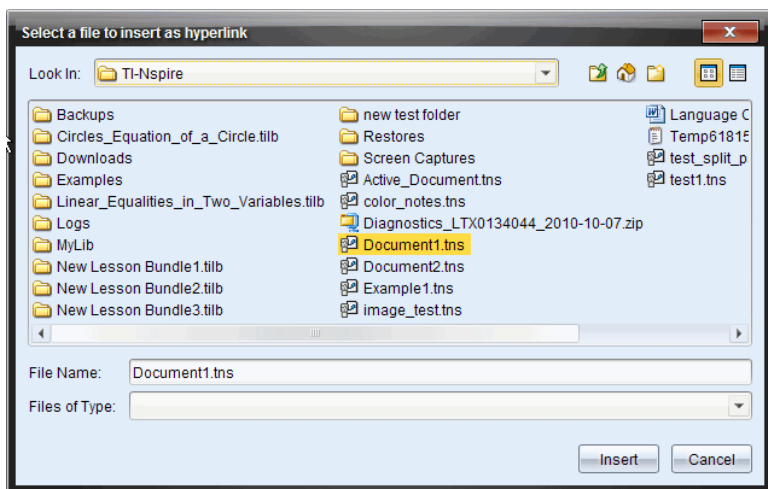 Select a file to insert as hyperlink
Look In: TI-Nspire
Backups
Circles_Equation_of_a_Circle.tilb
Downloads
Examples
Linear_Equalities_in_Two_Variables.tilb
Logs
MyLib
New Lesson Bundle1.tilb
New Lesson Bundle2.tilb
New Lesson Bundle3.tilb
new test folder
Restores
Screen Captures
Active_Document.tns
color_notes.tns
Diagnostics_LTX0134044_2010-10-07.zip
Document1.tns
Document2.tns
Example1.tns
image_test.tns
Language C
Temp61815
test_split_p
test1.tns
File Name: Document1.tns
Files of Type:
Insert Cancel